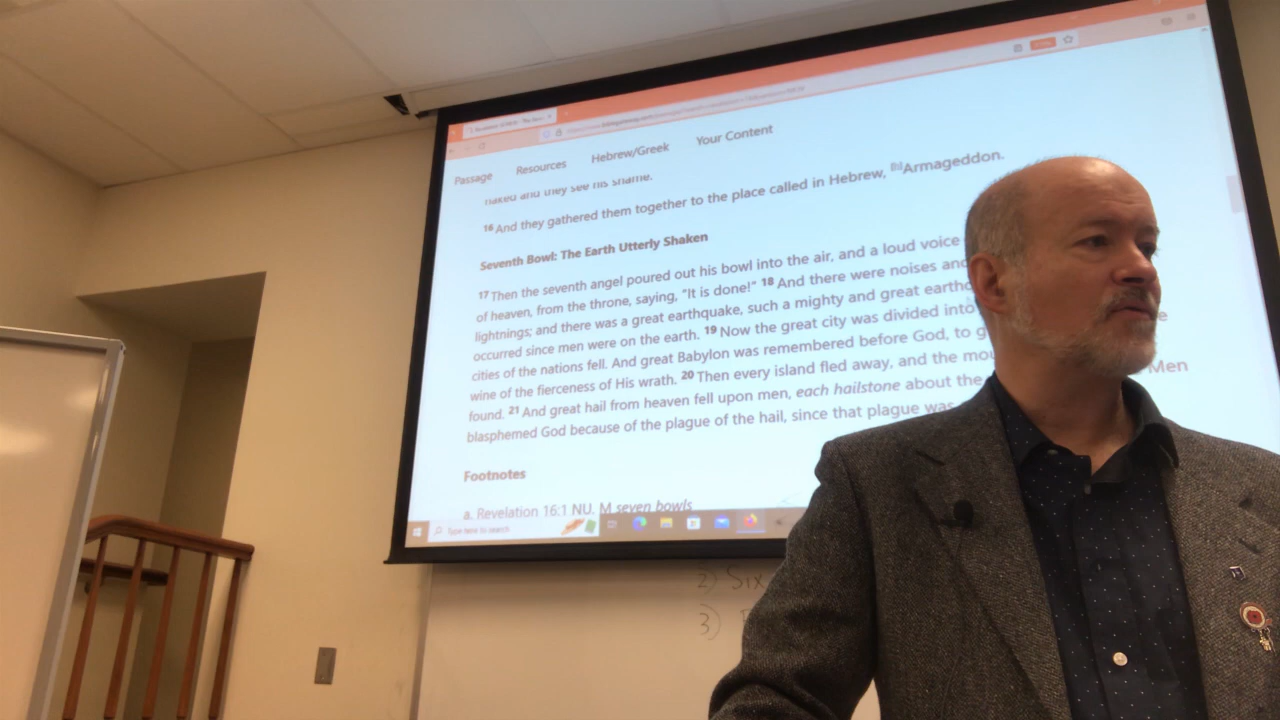 Passage Resources Hebrew/Greek Your Content
naked and they see his shame.
16 And they gathered them together to the place called in Hebrew, [h]Armageddon.
Seventh Bowl: The Earth Utterly Shaken
17 Then the seventh angel poured out his bowl into the air, and a loud voice
of heaven, from the throne, saying, "It is done!" 18 And there were noises and
lightnings; and there was a great earthquake, such a mighty and great
occurred since men were on the earth. 19 Now the great city was divided into
cities of the nations fell. And great Babylon was remembered before God, to
wine of the fierceness of His wrath. 20 Then every island fled away, and the
found. 21 And great hail from heaven fell upon men, each hailstone about the Men
blasphemed God because of the plague of the hail, since that plague was
Footnotes
a. Revelation 16:1 NU, M seven bowls
Type here to search
2) Six
3)